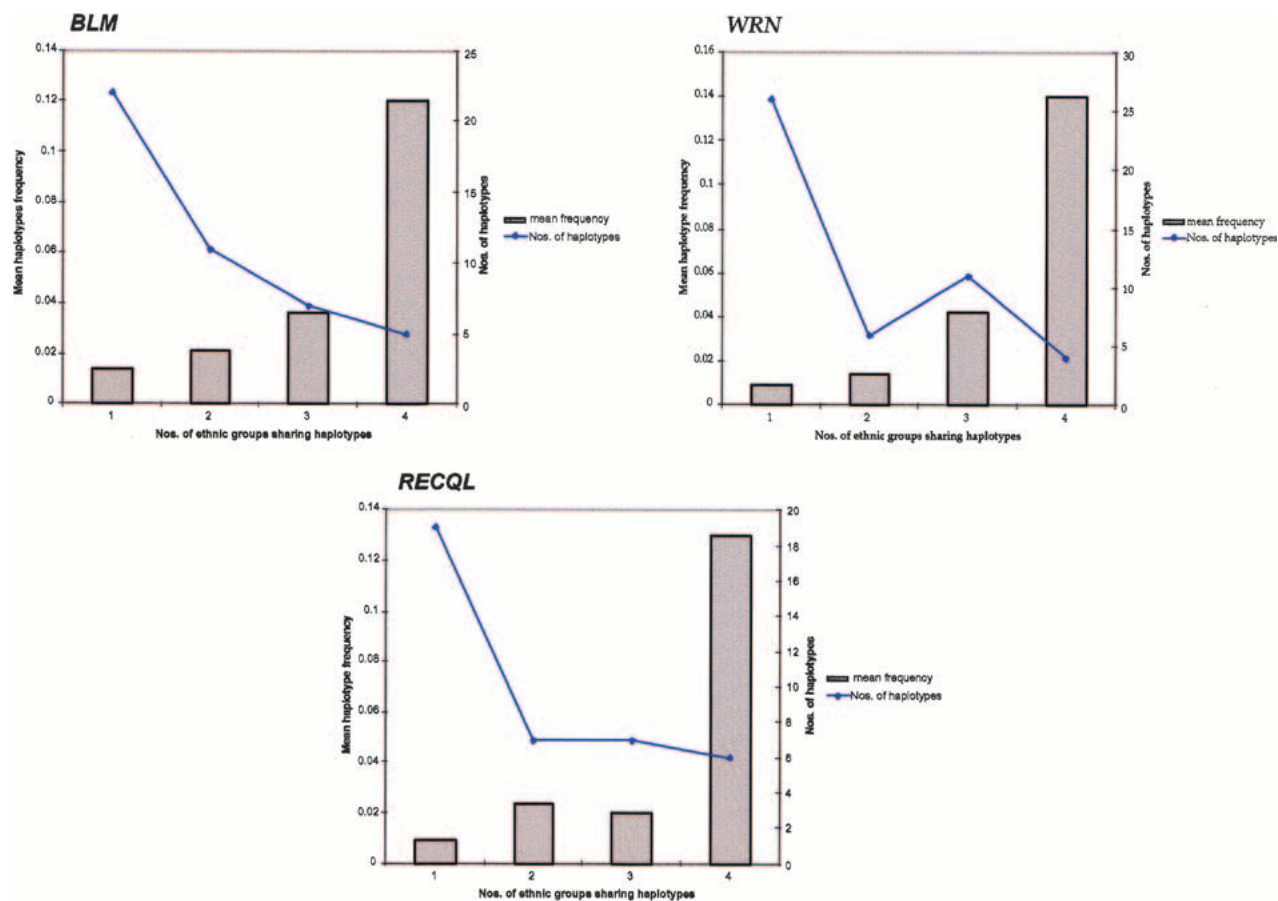 BLM
Mean haplotypes frequency
0.14
0.12
0.1
0.08
0.06
0.04
0.02
0
25
20
15
10
5
0
Nos. of haplotypes
1 2 3 4
Nos. of ethnic groups sharing haplotypes
mean frequency
Nos. of haplotypes
WRN
Mean haplotype frequency
0.16
0.14
0.12
0.1
0.08
0.06
0.04
0.02
0
30
25
20
15
10
5
0
Nos. of haplotypes
1 2 3 4
Nos. of ethnic groups sharing haplotypes
mean frequency
Nos. of haplotypes
RECQL
Mean haplotype frequency
0.14
0.12
0.1
0.08
0.06
0.04
0.02
0
20
18
16
14
12
10
8
6
4
2
0
Nos. of haplotypes
1 2 3 4
Nos. of ethnic groups sharing haplotypes
mean frequency
Nos. of haplotypes